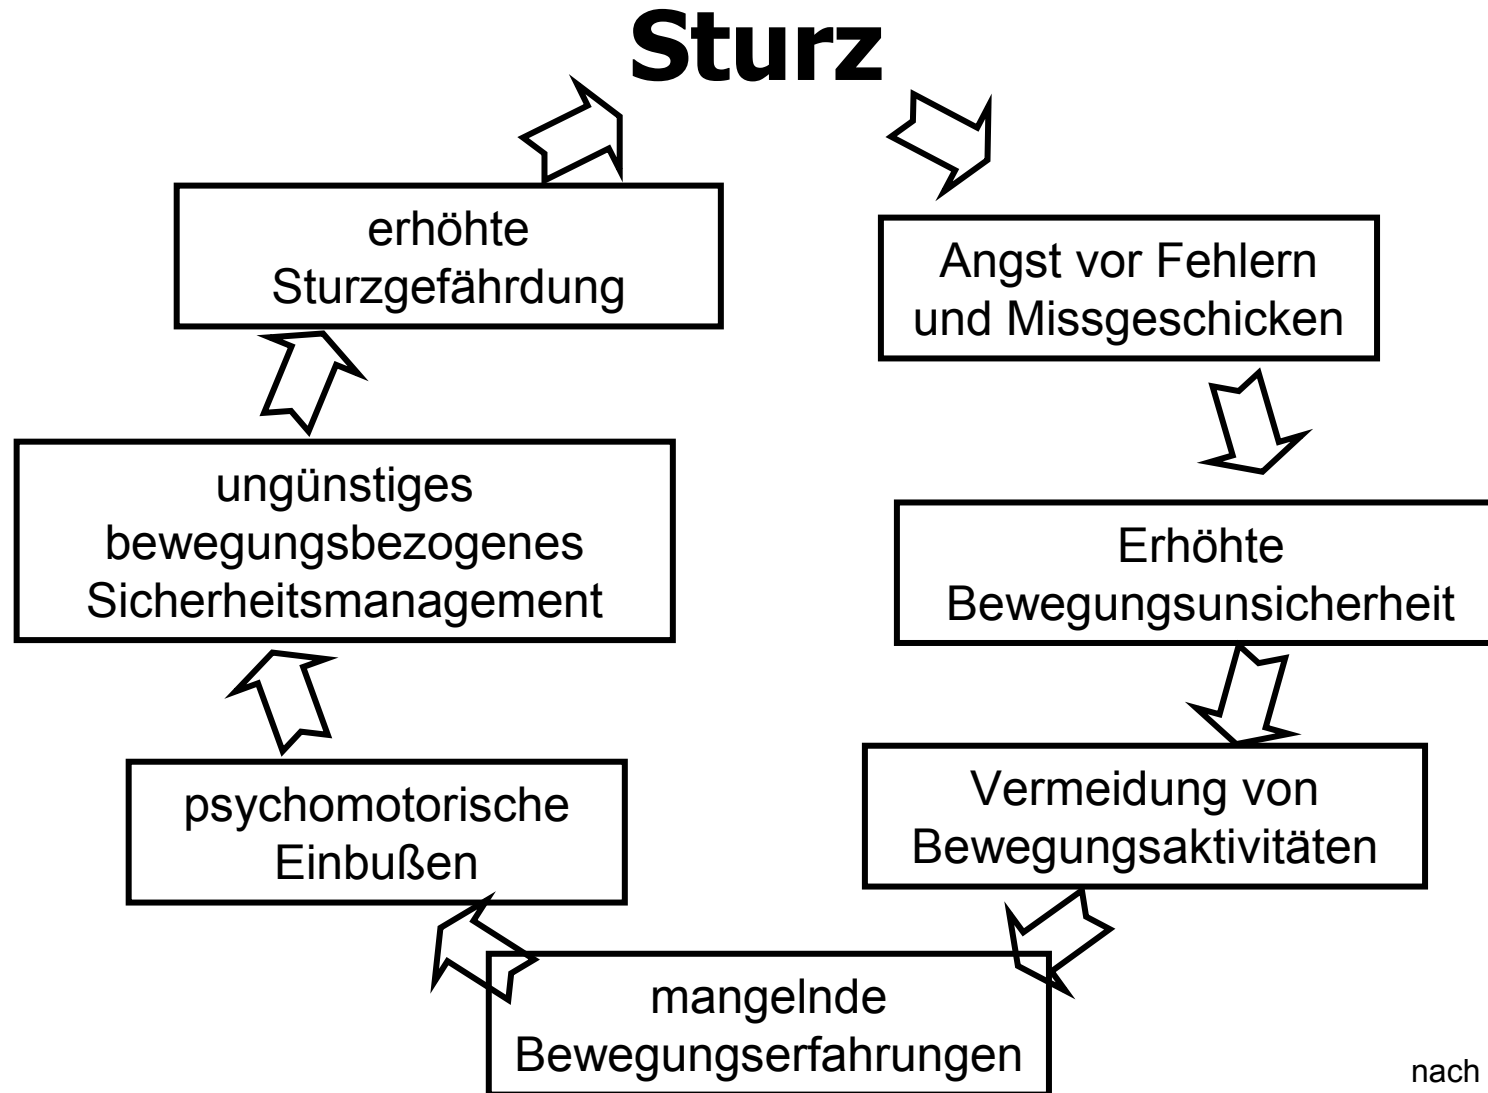 Sturz
Angst vor Fehlern
und Missgeschicken
Erhöhte
Bewegungsunsicherheit
Vermeidung von
Bewegungsaktivitäten
mangelnde
Bewegungserfahrungen
psychomotorische
Einbußen
ungünstiges
bewegungsbezogenes
Sicherheitsmanagement
erhöhte
Sturzgefährdung
nach